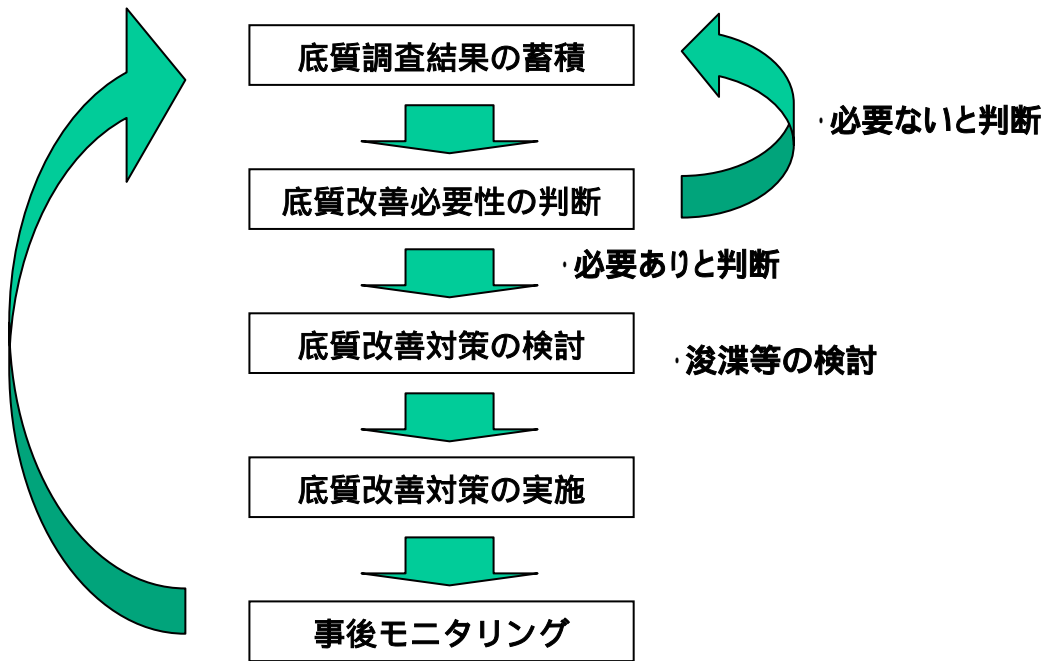 底質調査結果の蓄積
・必要ないと判断
底質改善必要性の判断
・必要ありと判断
底質改善対策の検討
・浚渫等の検討
底質改善対策の実施
事後モニタリング